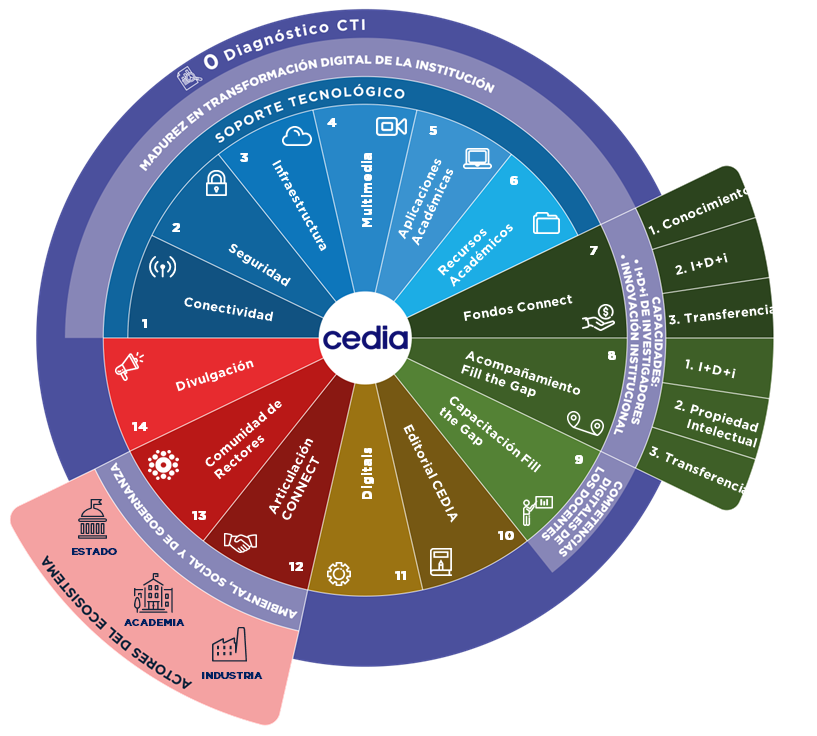 0 Diagnóstico CTI
MADUREZ EN TRANSFORMACIÓN DIGITAL DE LA INSTITUCIÓN
SOPORTE TECNOLÓGICO
1
Conectividad
2
Seguridad
3
Infraestructura
4
Multimedia
5
Aplicaciones
Académicas
6
Recursos
Académicos
7
Fondos Connect
8
Acompañamiento
Fill the Gap
9
Capacitación Fill
the Gap
10
Editorial CEDIA
11
Digitals
12
Articulación
CONNECT
13
Comunidad de
Rectores
14
Divulgación
cedia
CAPACIDADES:
• I+D+i DE INVESTIGADORES
• INNOVACIÓN INSTITUCIONAL
1. Conocimiento
2. I+D+i
3. Transferencia
1. I+D+i
2. Propiedad
Intelectual
3. Transferencia
COMPETENCIAS
DIGITALES DE
LOS DOCENTES
AMBIENTAL, SOCIAL Y DE GOBERNANZA
ESTADO
ACADEMIA
INDUSTRIA
ACTORES DEL ECOSISTEMA